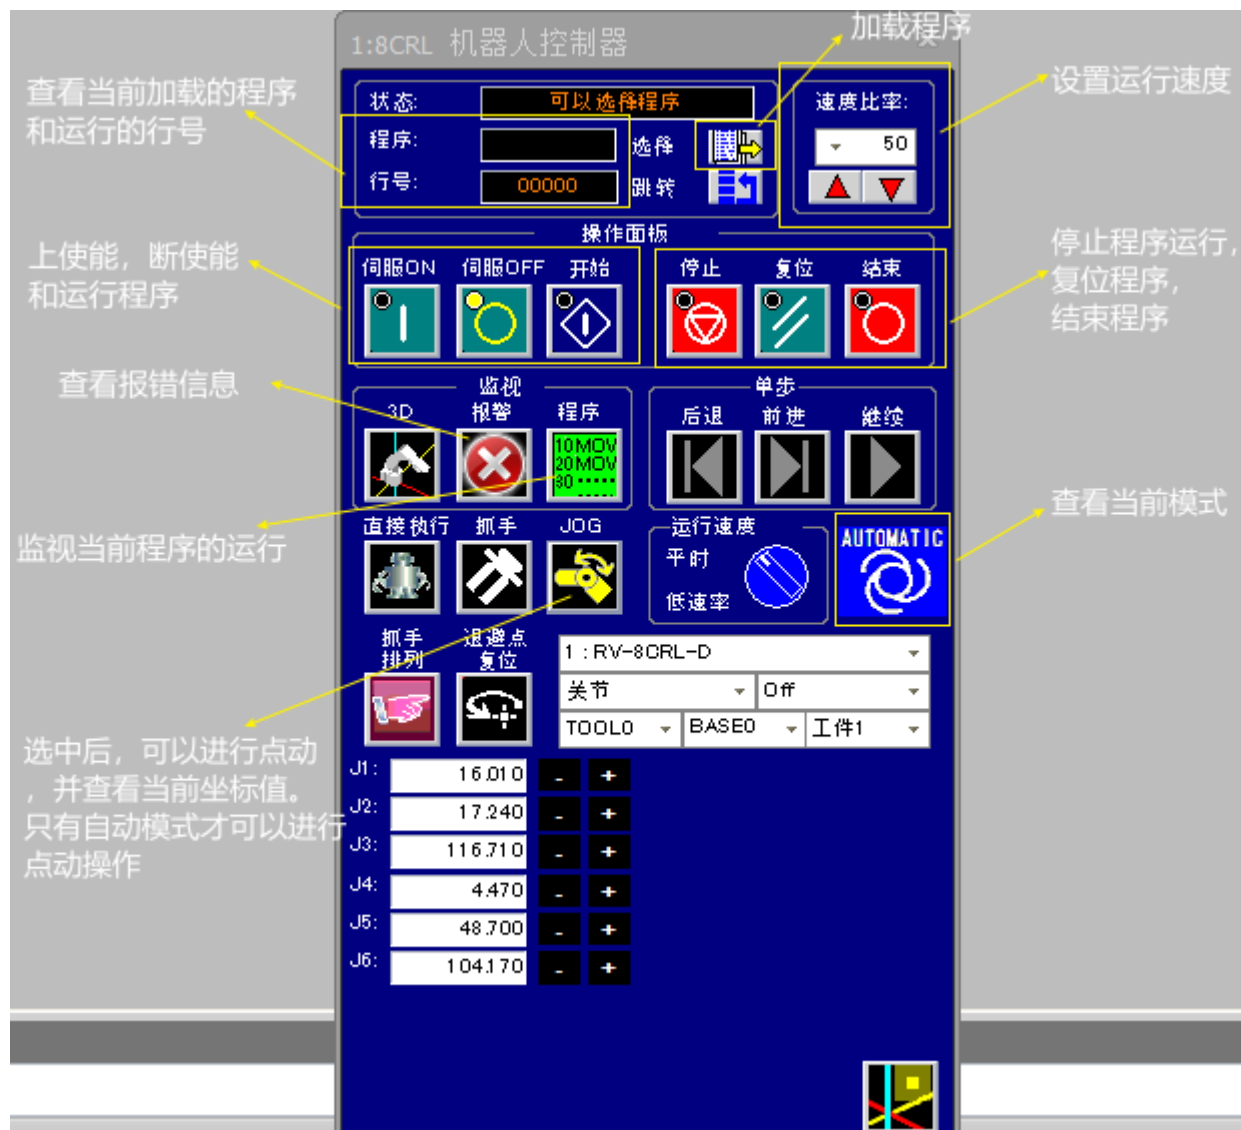 加载程序
1:8CRL 机器人控制器
查看当前加载的程序
和运行的行号
设置运行速度
状态: 可以选择程序
速度比率:
程序: 选择
50
行号: 00000 跳转
操作面板
上使能，断使能
和运行程序
停止程序运行，
复位程序，
结束程序
伺服ON 伺服OFF 开始 停止 复位 结束
查看报错信息
监视 单步
3D 报警 程序 后退 前进 继续
10MOV
20MOV
30 ·····
监视当前程序的运行
查看当前模式
直接执行 抓手 JOG
运行速度
平时
低速率
AUTOMATIC
抓手
排列
退避点
复位
1 : RV-8CRL-D
关节 Off
TOOL0 BASE0 工件1
选中后，可以进行点动
，并查看当前坐标值。
只有自动模式才可以进行
点动操作
J1: 16.010 - +
J2: 17.240 - +
J3: 116.710 - +
J4: 4.470 - +
J5: 48.700 - +
J6: 104.170 - +